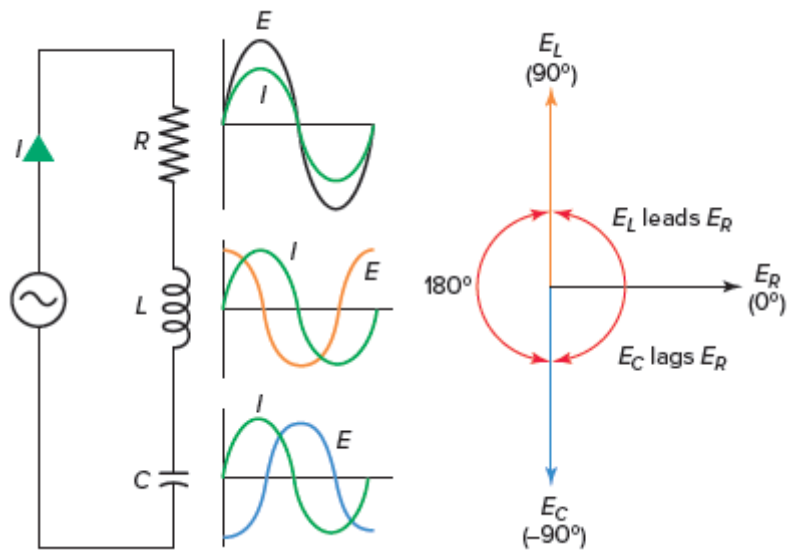 I
R
L
C
E
I
I
E
I
E
E_L
(90°)
E_L leads E_R
180°
E_R
(0°)
E_C lags E_R
E_C
(–90°)